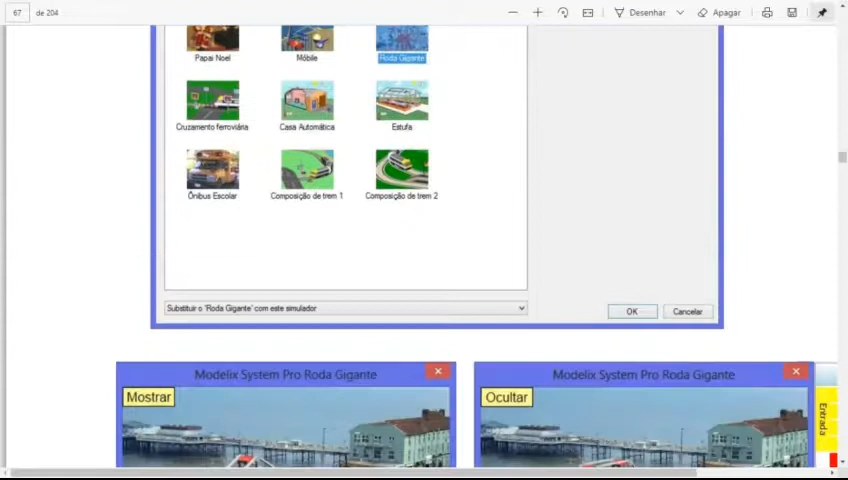 67 de 204 Desenhar Apagar
Papai Noel Móbile Roda Gigante
Cruzamento ferroviária Casa Automática Estufa
Ônibus Escolar Composição de trem 1 Composição de trem 2
Substituir o 'Roda Gigante' com este simulador OK Cancelar
Modelix System Pro Roda Gigante Modelix System Pro Roda Gigante
Mostrar Ocultar
Entrada